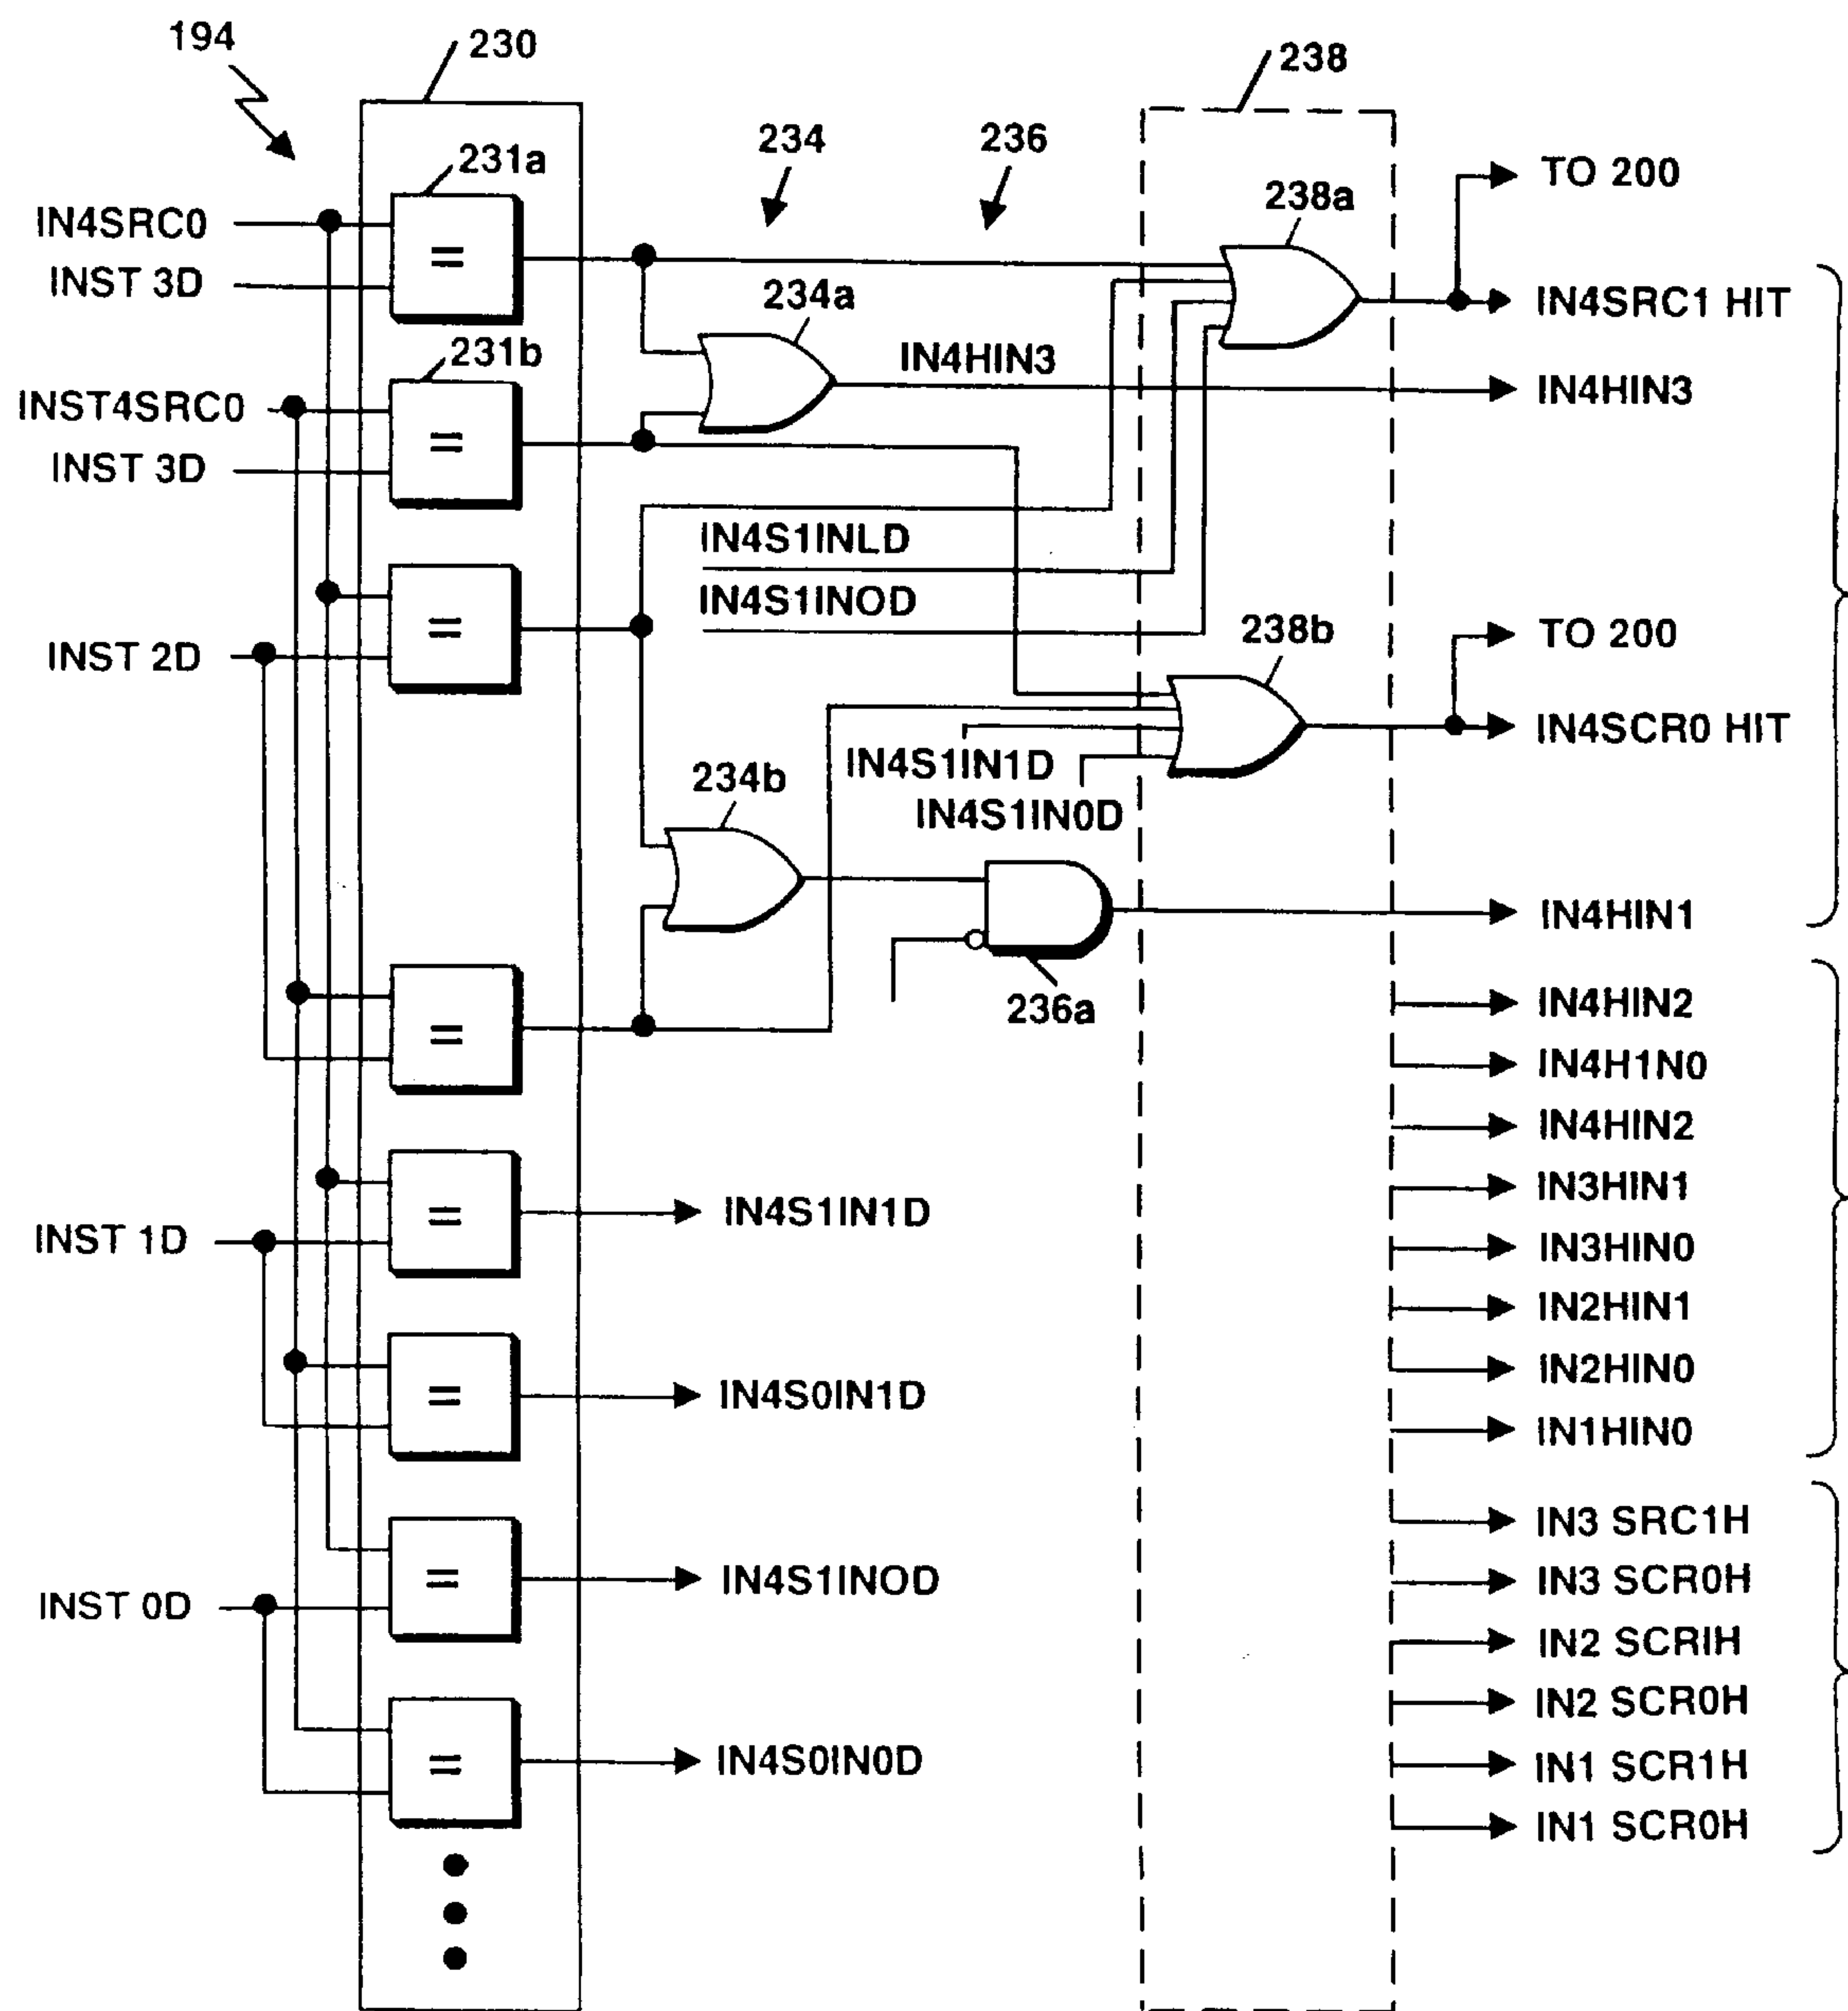 194
230
238
234
236
231a
238a
TO 200
IN4SRC0
=
INST 3D
234a
IN4SRC1 HIT
231b
IN4HIN3
IN4HIN3
INST4SRC0
=
INST 3D
IN4S1INLD
IN4S1INOD
=
238b
TO 200
INST 2D
IN4SCR0 HIT
IN4S1IN1D
234b
IN4S1IN0D
IN4HIN1
236a
IN4HIN2
=
IN4H1N0
IN4HIN2
IN3HIN1
=
IN4S1IN1D
INST 1D
IN3HIN0
IN2HIN1
IN2HIN0
=
IN4S0IN1D
IN1HIN0
IN3 SRC1H
=
IN4S1INOD
IN3 SCR0H
INST 0D
IN2 SCRIH
IN2 SCR0H
=
IN4S0IN0D
IN1 SCR1H
IN1 SCR0H